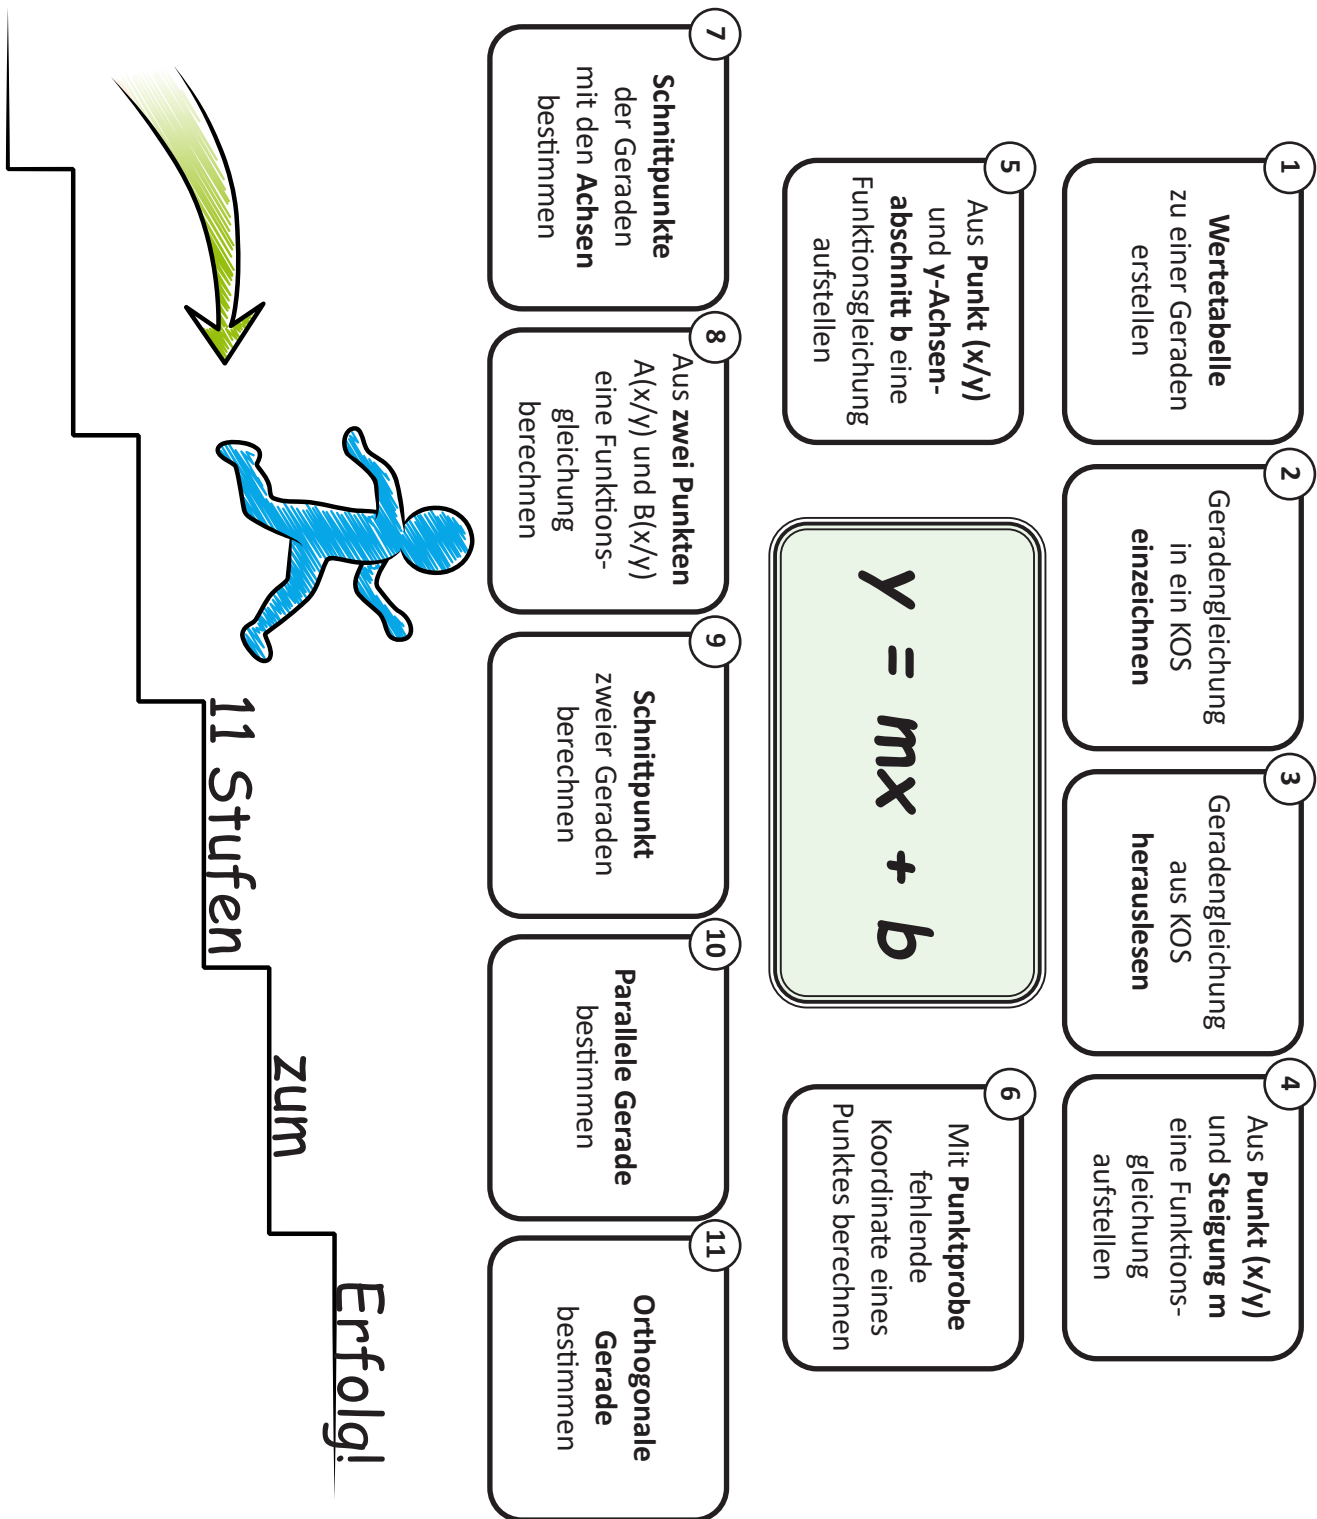 1
Wertetabelle
zu einer Geraden
erstellen
2
Geradengleichung
in ein KOS
einzeichnen
3
Geradengleichung
aus KOS
herauslesen
4
Aus Punkt (x/y)
und Steigung m
eine Funktions-
gleichung
aufstellen
5
Aus Punkt (x/y)
und y-Achsen-
abschnitt b eine
Funktionsgleichung
aufstellen
y = mx + b
6
Mit Punktprobe
fehlende
Koordinate eines
Punktes berechnen
7
Schnittpunkte
der Geraden
mit den Achsen
bestimmen
8
Aus zwei Punkten
A(x/y) und B(x/y)
eine Funktions-
gleichung
berechnen
9
Schnittpunkt
zweier Geraden
berechnen
10
Parallele Gerade
bestimmen
11
Orthogonale
Gerade
bestimmen
11 Stufen
zum
Erfolg!